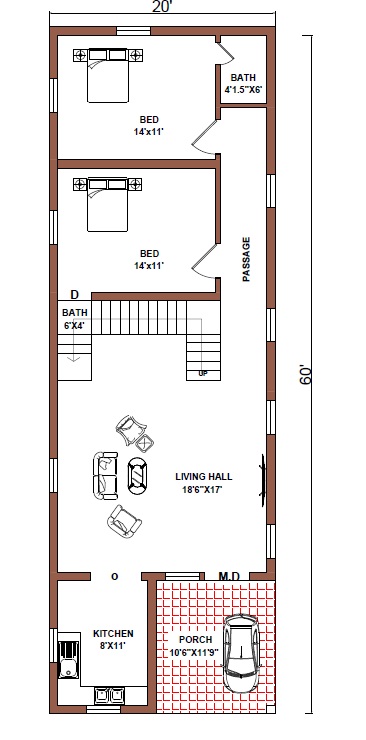 20'
BATH
4'1.5"X6'
BED
14'x11'
PASSAGE
BED
14'x11'
D
BATH
6'X4'
UP
60'
LIVING HALL
18'6"X17'
O
M.D
KITCHEN
8'X11'
PORCH
10'6"X11'9"